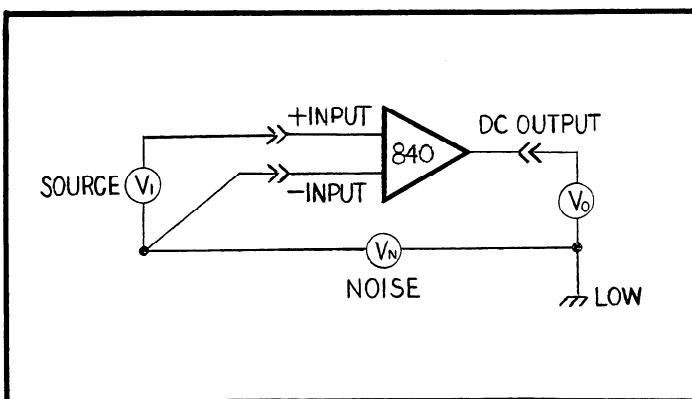 +INPUT
DC OUTPUT
840
SOURCE
V1
-INPUT
VO
VN
NOISE
LOW